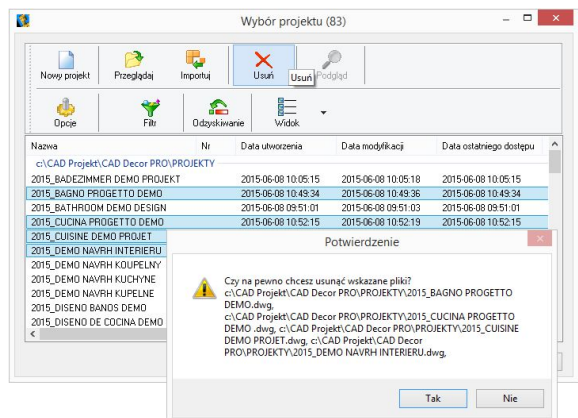 Wybór projektu (83)
Nowy projekt Przeglądaj Importuj Usuń Podgląd
Usuń
Opcje Filtr Odzyskiwanie Widok
Nazwa Nr Data utworzenia Data modyfikacji Data ostatniego dostępu
c:\CAD Projekt\CAD Decor PRO\PROJEKTY
2015_BADEZIMMER DEMO PROJEKT 2015-06-08 10:05:15 2015-06-08 10:05:18 2015-06-08 10:05:15
2015_BAGNO PROGETTO DEMO 2015-06-08 10:49:34 2015-06-08 10:49:36 2015-06-08 10:49:34
2015_BATHROOM DEMO DESIGN 2015-06-08 09:51:01 2015-06-08 09:51:03 2015-06-08 09:51:01
2015_CUCINA PROGETTO DEMO 2015-06-08 10:52:15 2015-06-08 10:52:19 2015-06-08 10:52:15
2015_CUISINE DEMO PROJET
2015_DEMO NAVRH INTERIERU
2015_DEMO NAVRH KOUPELNY
2015_DEMO NAVRH KUCHYNE
2015_DEMO NAVRH KUPELNE
2015_DISENO BANOS DEMO
2015_DISENO DE COCINA DEMO
Potwierdzenie
Czy na pewno chcesz usunąć wskazane pliki?
c:\CAD Projekt\CAD Decor PRO\PROJEKTY\2015_BAGNO PROGETTO
DEMO.dwg,
c:\CAD Projekt\CAD Decor PRO\PROJEKTY\2015_CUCINA PROGETTO
DEMO .dwg, c:\CAD Projekt\CAD Decor PRO\PROJEKTY\2015_CUISINE
DEMO PROJET.dwg, c:\CAD Projekt\CAD Decor
PRO\PROJEKTY\2015_DEMO NAVRH INTERIERU.dwg,
Tak Nie